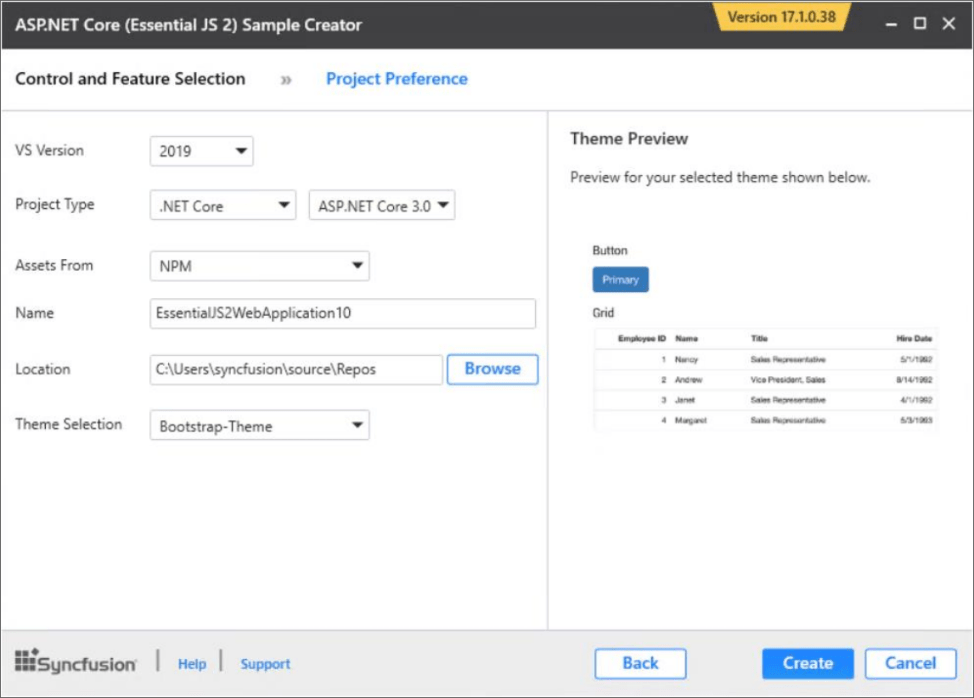 ASP.NET Core (Essential JS 2) Sample Creator
Version 17.1.0.38
Control and Feature Selection » Project Preference
VS Version 2019
Project Type .NET Core ASP.NET Core 3.0
Assets From NPM
Name EssentialJS2WebApplication10
Location C:\Users\syncfusion\source\Repos Browse
Theme Selection Bootstrap-Theme
Theme Preview
Preview for your selected theme shown below.
Button
Primary
Grid
Employee ID Name Title Hire Date
1 Nancy Sales Representative 5/1/1992
2 Andrew Vice President, Sales 8/14/1992
3 Janet Sales Representative 4/1/1992
4 Margaret Sales Representative 5/3/1993
Syncfusion Help Support
Back Create Cancel